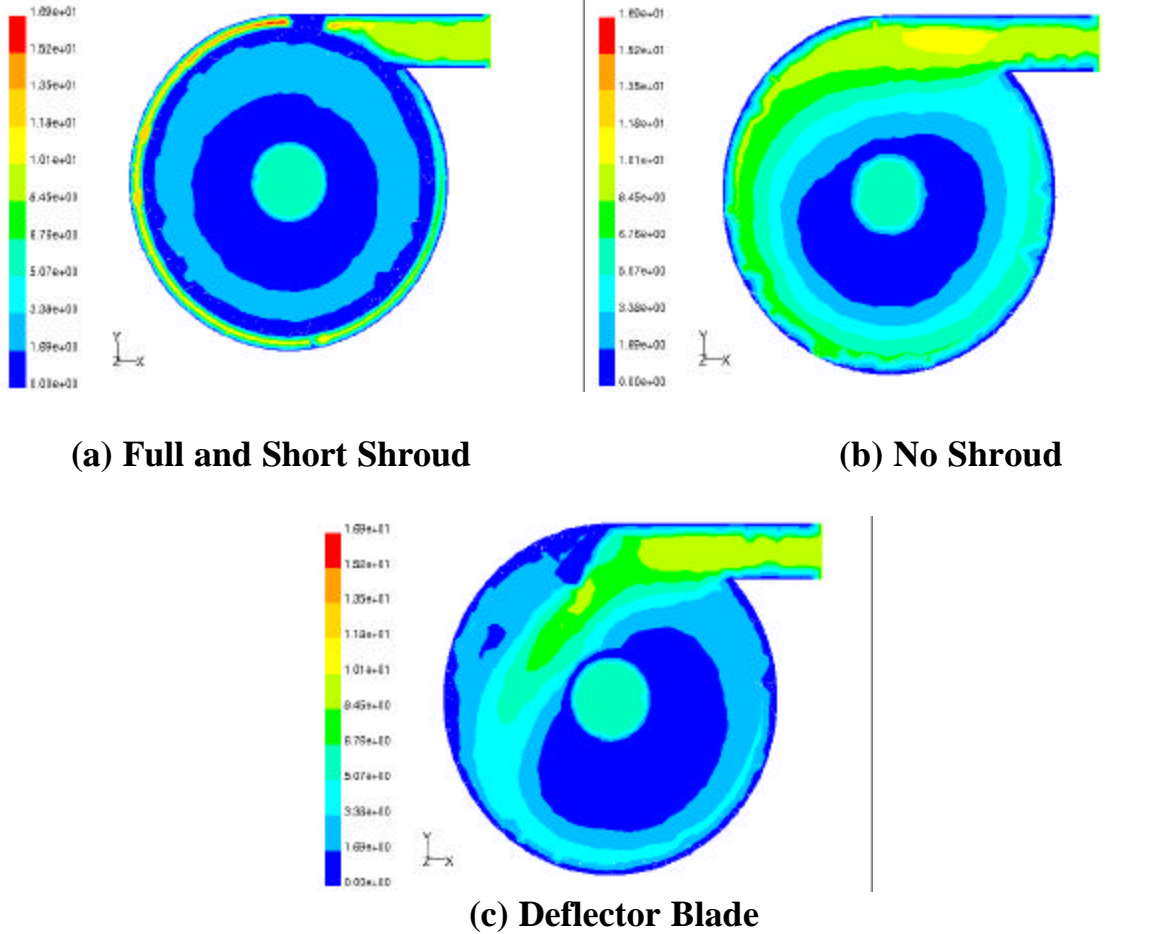 1.69e+01
1.52e+01
1.35e+01
1.18e+01
1.01e+01
8.45e+00
6.76e+00
5.07e+00
3.38e+00
1.69e+00
0.00e+00
Y
Z X
(a) Full and Short Shroud
1.69e+01
1.52e+01
1.35e+01
1.18e+01
1.01e+01
8.45e+00
6.76e+00
5.07e+00
3.38e+00
1.69e+00
0.00e+00
Y
Z X
(b) No Shroud
1.69e+01
1.52e+01
1.35e+01
1.18e+01
1.01e+01
8.45e+00
6.76e+00
5.07e+00
3.38e+00
1.69e+00
0.00e+00
Y
Z X
(c) Deflector Blade